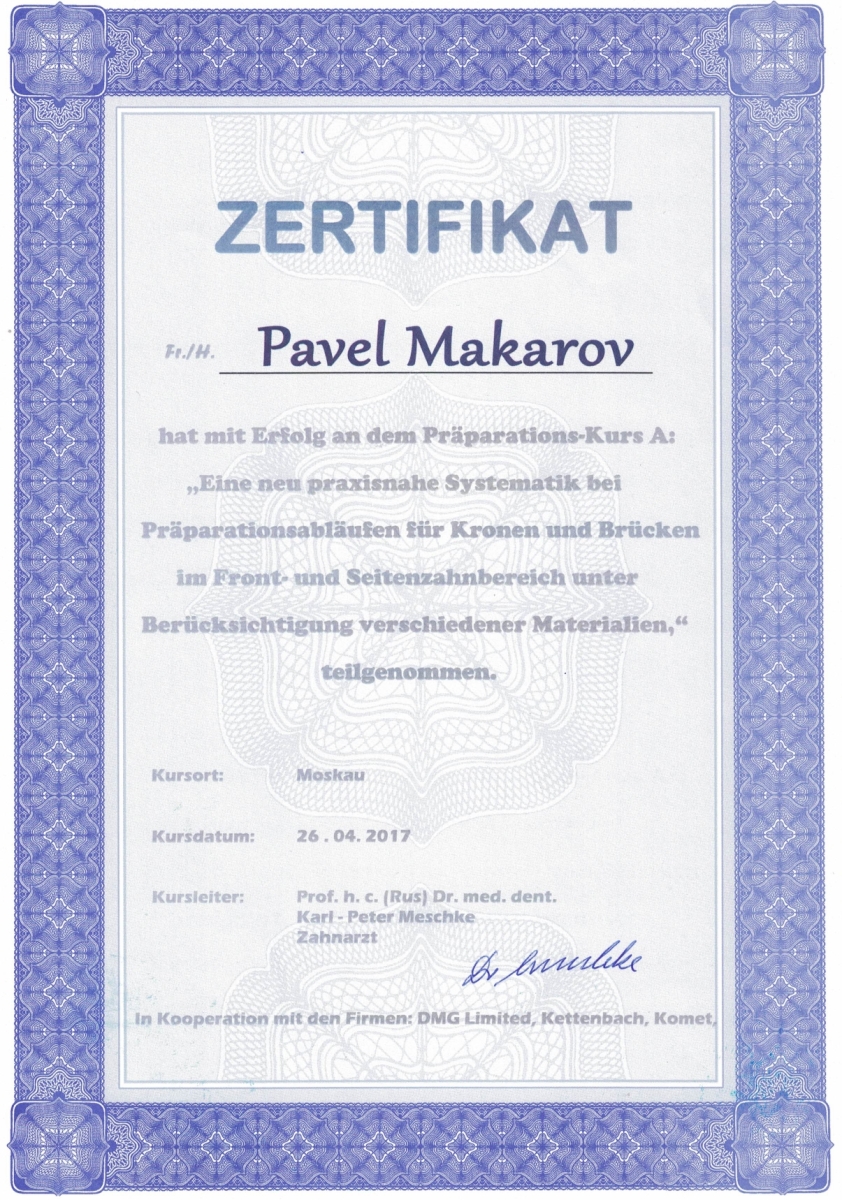 ZERTIFIKAT
Fr./H. Pavel Makarov
hat mit Erfolg an dem Präparations-Kurs A:
„Eine neu praxisnahe Systematik bei
Präparationsabläufen für Kronen und Brücken
im Front- und Seitenzahnbereich unter
Berücksichtigung verschiedener Materialien,“
teilgenommen.
Kursort: Moskau
Kursdatum: 26 . 04. 2017
Kursleiter: Prof. h. c. (Rus) Dr. med. dent.
Karl - Peter Meschke
Zahnarzt
Dr
In Kooperation mit den Firmen: DMG Limited, Kettenbach, Komet,